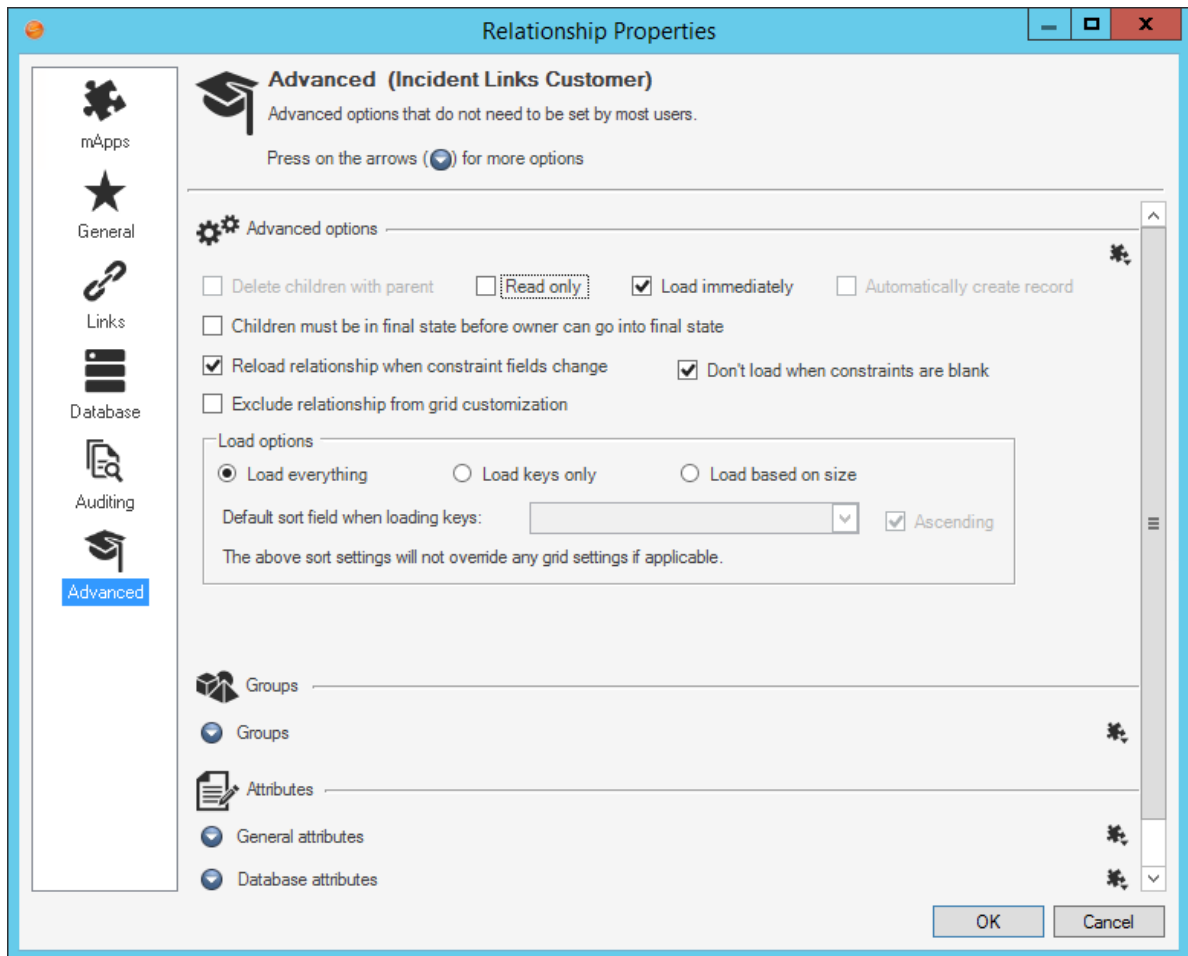 Relationship Properties
mApps
General
Links
Database
Auditing
Advanced
Advanced (Incident Links Customer)
Advanced options that do not need to be set by most users.
Press on the arrows ( ) for more options
Advanced options
Delete children with parent Read only Load immediately Automatically create record
Children must be in final state before owner can go into final state
Reload relationship when constraint fields change Don't load when constraints are blank
Exclude relationship from grid customization
Load options
Load everything Load keys only Load based on size
Default sort field when loading keys: Ascending
The above sort settings will not override any grid settings if applicable.
Groups
Groups
Attributes
General attributes
Database attributes
OK Cancel